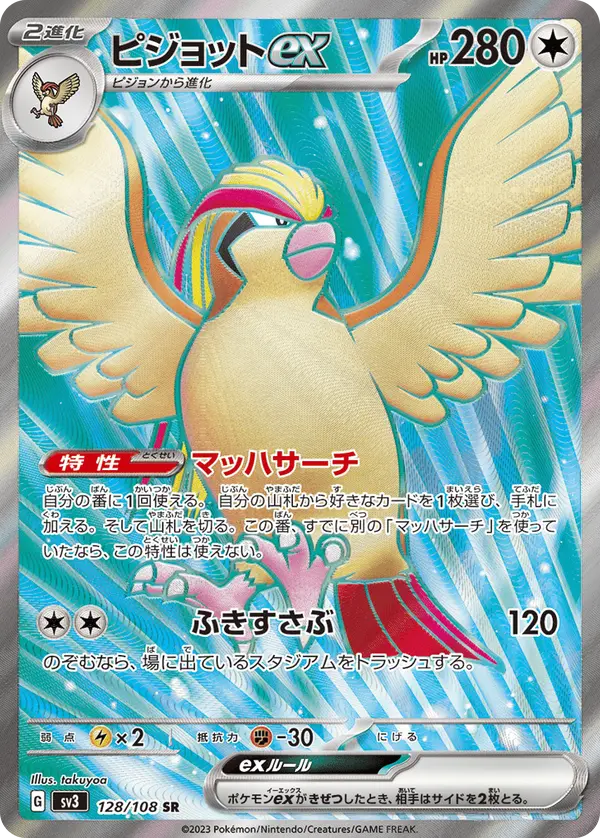 2進化
ピジョットex
HP 280
ピジョンから進化
特性 とくせい マッハサーチ
自分の番に1回使える。自分の山札から好きなカードを1枚選び、手札に
加える。そして山札を切る。この番、すでに別の「マッハサーチ」を使って
いたなら、この特性は使えない。
ふきすさぶ 120
のぞむなら、場に出ているスタジアムをトラッシュする。
弱点 ×2 抵抗力 -30 にげる
Illus. takuyoa
exルール
G sv3 128/108 SR
ポケモンexがきぜつしたとき、相手はサイドを2枚とる。
©2023 Pokémon/Nintendo/Creatures/GAME FREAK.